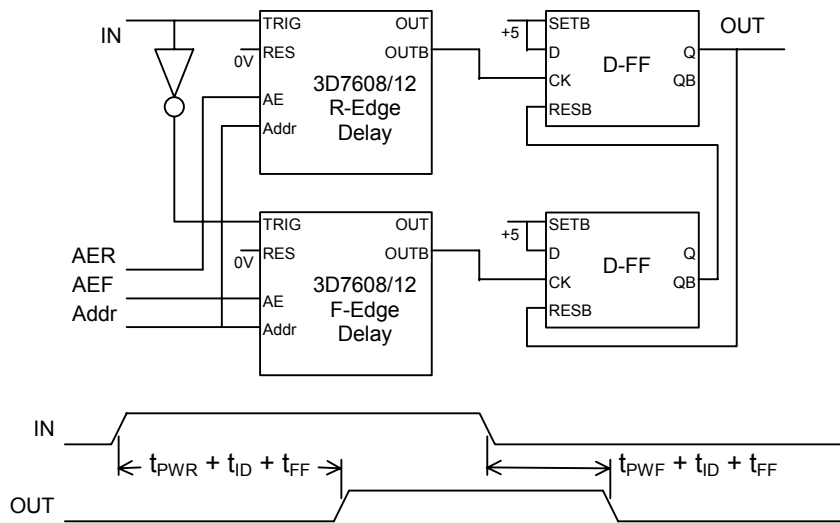 IN
TRIG
RES
AE
Addr
OUT
OUTB
0V
3D7608/12
R-Edge
Delay
+5
SETB
D
CK
RESB
D-FF
Q
QB
OUT
AER
AEF
Addr
TRIG
RES
AE
Addr
OUT
OUTB
0V
3D7608/12
F-Edge
Delay
+5
SETB
D
CK
RESB
D-FF
Q
QB
IN
tPWR + tID + tFF
tPWF + tID + tFF
OUT